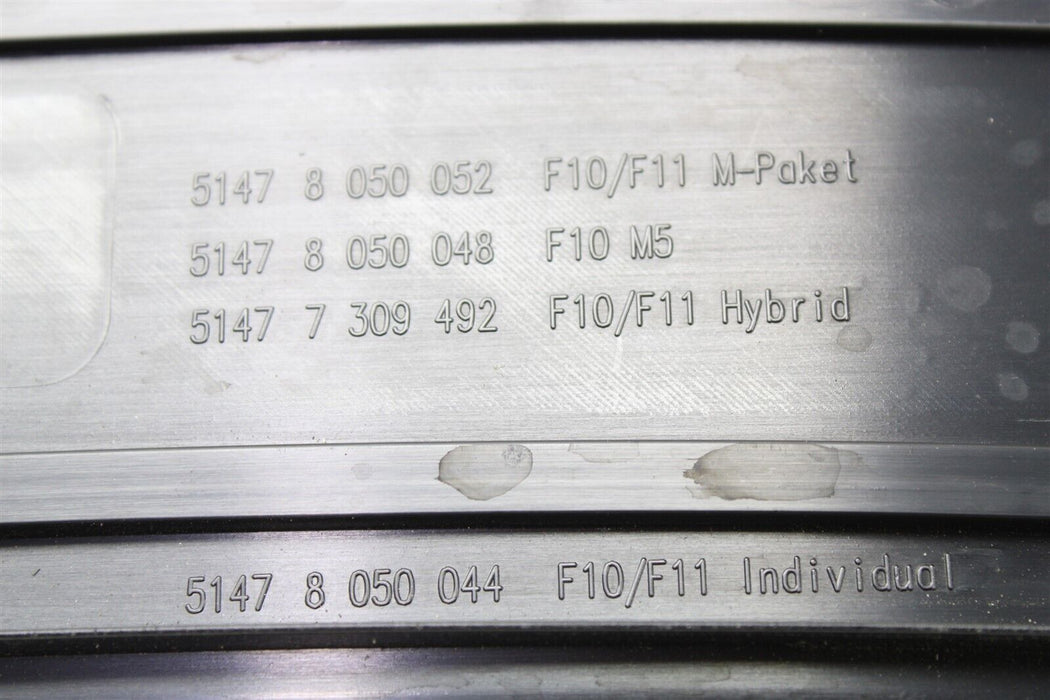 5147 8 050 052 F10/F11 M-Paket
5147 8 050 048 F10 M5
5147 7 309 492 F10/F11 Hybrid
5147 8 050 044 F10/F11 Individual